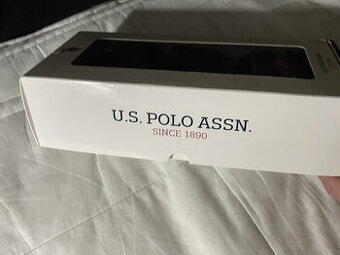 U.S. POLO ASSN.
SINCE 1890